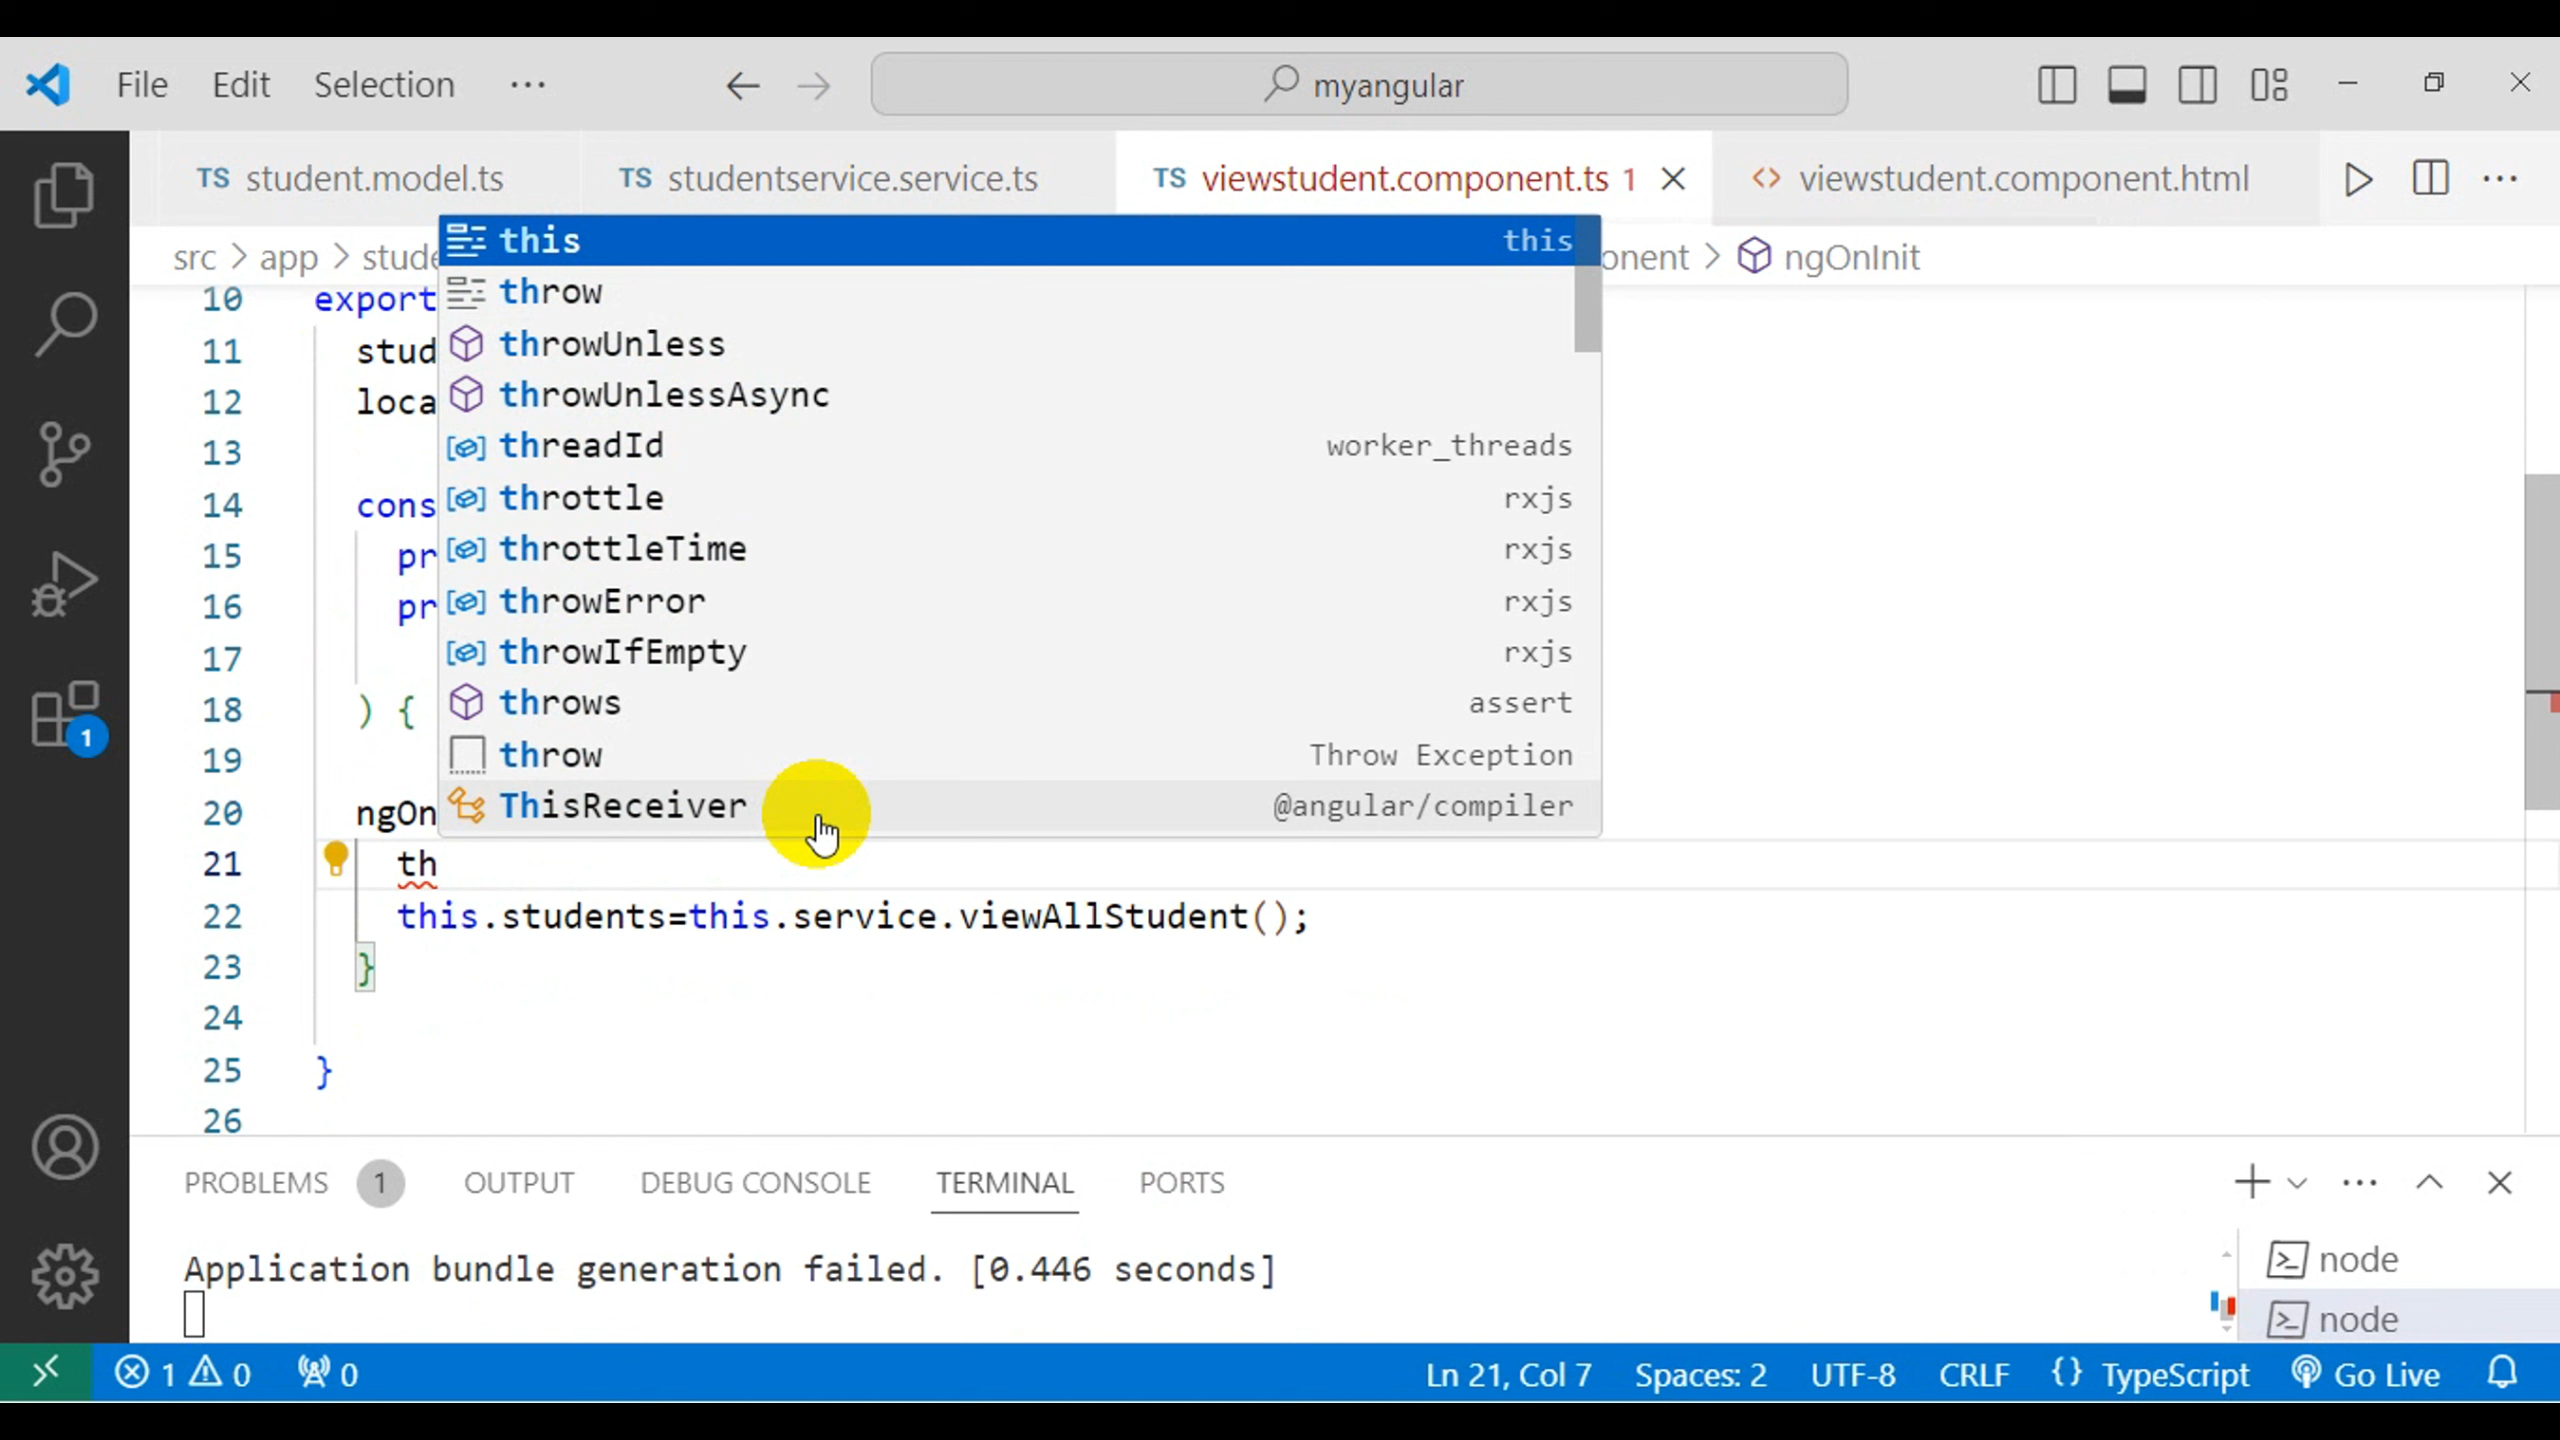 File Edit Selection ··· myangular
TS student.model.ts TS studentservice.service.ts TS viewstudent.component.ts 1 viewstudent.component.html
src > app > stude onent > ngOnInit
this this
throw
throwUnless
throwUnlessAsync
threadId worker_threads
throttle rxjs
throttleTime rxjs
throwError rxjs
throwIfEmpty rxjs
throws assert
throw Throw Exception
ThisReceiver @angular/compiler
10 export
11 stud
12 loca
13
14 cons
15 pr
16 pr
17
18 ) {
19
20 ngOn
21 th
22 this.students=this.service.viewAllStudent();
23 }
24
25 }
26
1
PROBLEMS 1 OUTPUT DEBUG CONSOLE TERMINAL PORTS
Application bundle generation failed. [0.446 seconds]
node
node
1 0 0 Ln 21, Col 7 Spaces: 2 UTF-8 CRLF {} TypeScript Go Live